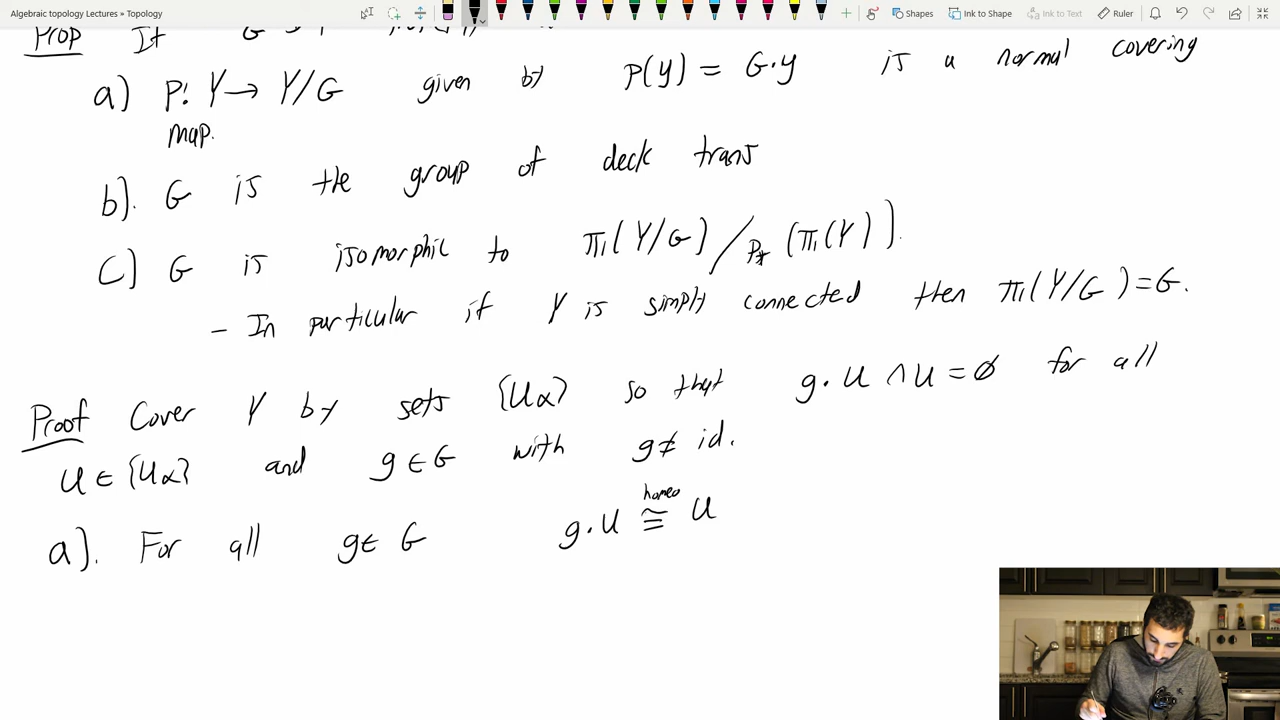 Algebraic topology Lectures » Topology
Shapes Ink to Shape Ink to Text Ruler
Prop If G
a) P: Y → Y/G given by p(y) = G·y is a normal covering
map.
b). G is the group of deck trans
c) G is isomorphic to π₁(Y/G)/P_*(π₁(Y)).
- In particular if Y is simply connected then π₁(Y/G)=G.
Proof Cover Y by sets {Uα} so that g·U ∩ U = ∅ for all
U ∈ {Uα} and g ∈ G with g ≠ id.
homeo
a). For all g ∈ G g·U ≅ U